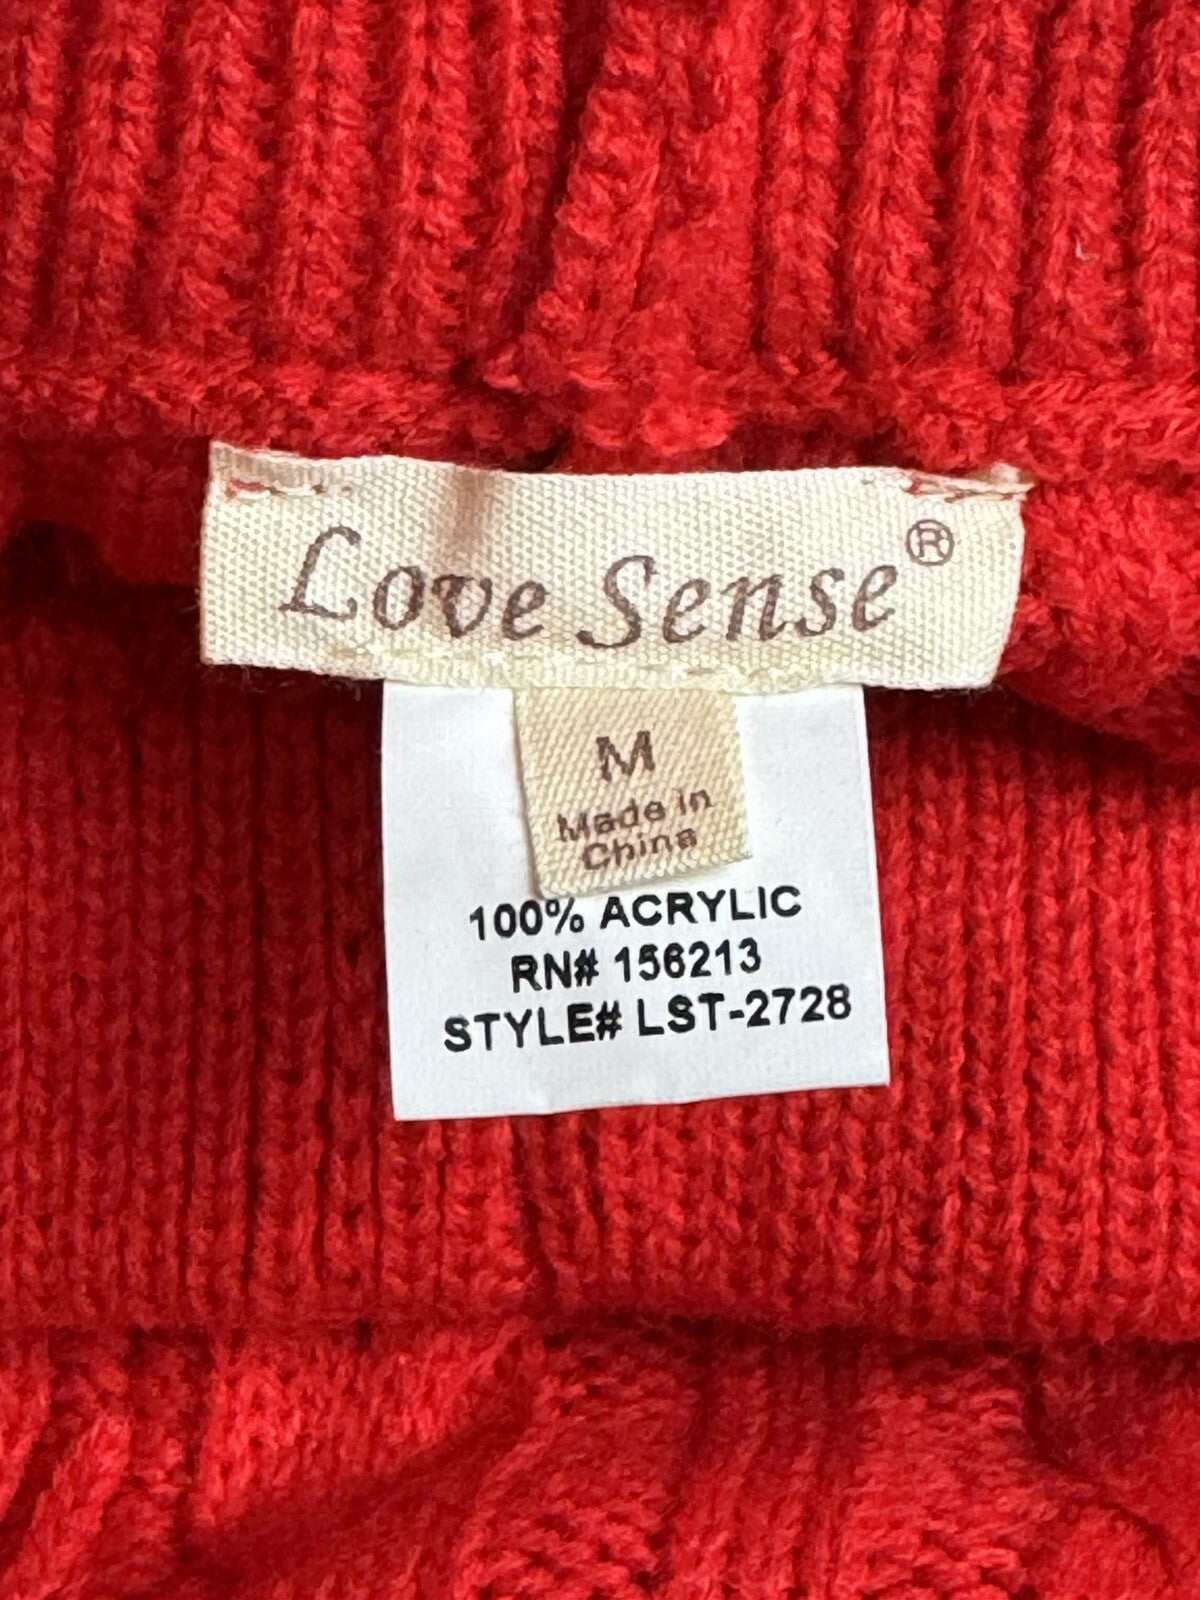 Love Sense®
M
Made in
China
100% ACRYLIC
RN# 156213
STYLE# LST-2728